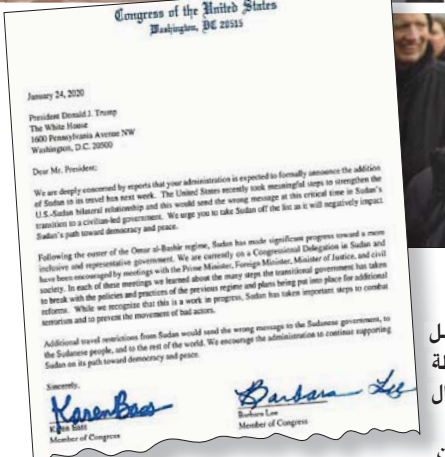 Congress of the United States
Washington, DC 20515
January 24, 2020
President Donald J. Trump
The White House
1600 Pennsylvania Avenue NW
Washington, D.C. 20500
Dear Mr. President:
We are deeply concerned by reports that your administration is expected to formally announce the addition
of Sudan to its travel ban next week. The United States recently took meaningful steps to strengthen the
U.S.-Sudan bilateral relationship and this would send the wrong message at this critical time in Sudan's
transition to a civilian-led government. We urge you to take Sudan off the list as it will negatively impact
Sudan's path toward democracy and peace.
Following the ouster of the Omar al-Bashir regime, Sudan has made significant progress toward a more
inclusive and representative government. We are currently on a Congressional Delegation in Sudan and
have been encouraged by meetings with the Prime Minister, Foreign Minister, Minister of Justice, and civil
society. In each of these meetings we learned about the many steps the transitional government has taken
to break with the policies and practices of the previous regime and plans being put into place for additional
reforms. While we recognize that this is a work in progress, Sudan has taken important steps to combat
terrorism and to prevent the movement of bad actors.
Additional travel restrictions from Sudan would send the wrong message to the Sudanese government, to
the Sudanese people, and to the rest of the world. We encourage the administration to continue supporting
Sudan on its path toward democracy and peace.
Sincerely,
Karen Bass
Barbara Lee
Karen Bass
Member of Congress
Barbara Lee
Member of Congress